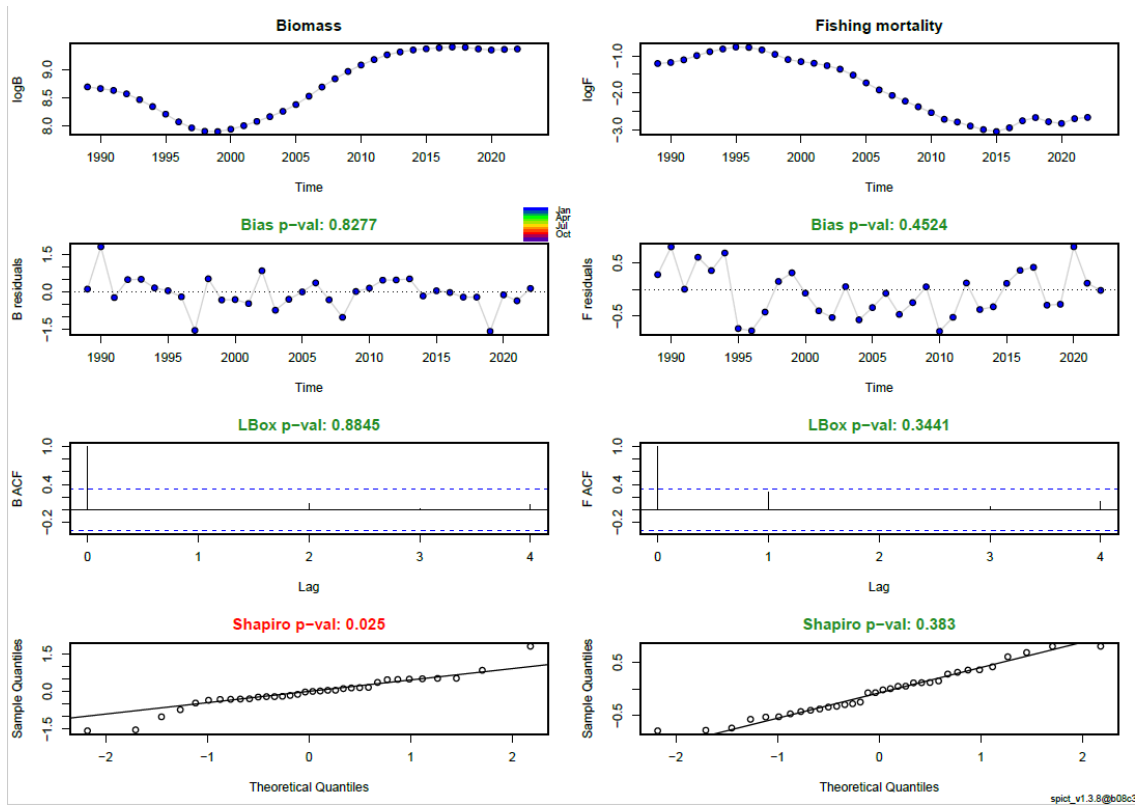 Biomass
logB
9.0
8.5
8.0
1990 1995 2000 2005 2010 2015 2020
Time
Fishing mortality
logF
−1.0
−2.0
−3.0
1990 1995 2000 2005 2010 2015 2020
Time
Bias p−val: 0.8277
Jan
Apr
Jul
Oct
B residuals
1.5
0.0
−1.5
1990 1995 2000 2005 2010 2015 2020
Time
Bias p−val: 0.4524
F residuals
0.5
−0.5
1990 1995 2000 2005 2010 2015 2020
Time
LBox p−val: 0.8845
B ACF
1.0
0.4
−0.2
0 1 2 3 4
Lag
LBox p−val: 0.3441
F ACF
1.0
0.4
−0.2
0 1 2 3 4
Lag
Shapiro p−val: 0.025
Sample Quantiles
1.5
0.0
−1.5
−2 −1 0 1 2
Theoretical Quantiles
Shapiro p−val: 0.383
Sample Quantiles
0.5
−0.5
−2 −1 0 1 2
Theoretical Quantiles